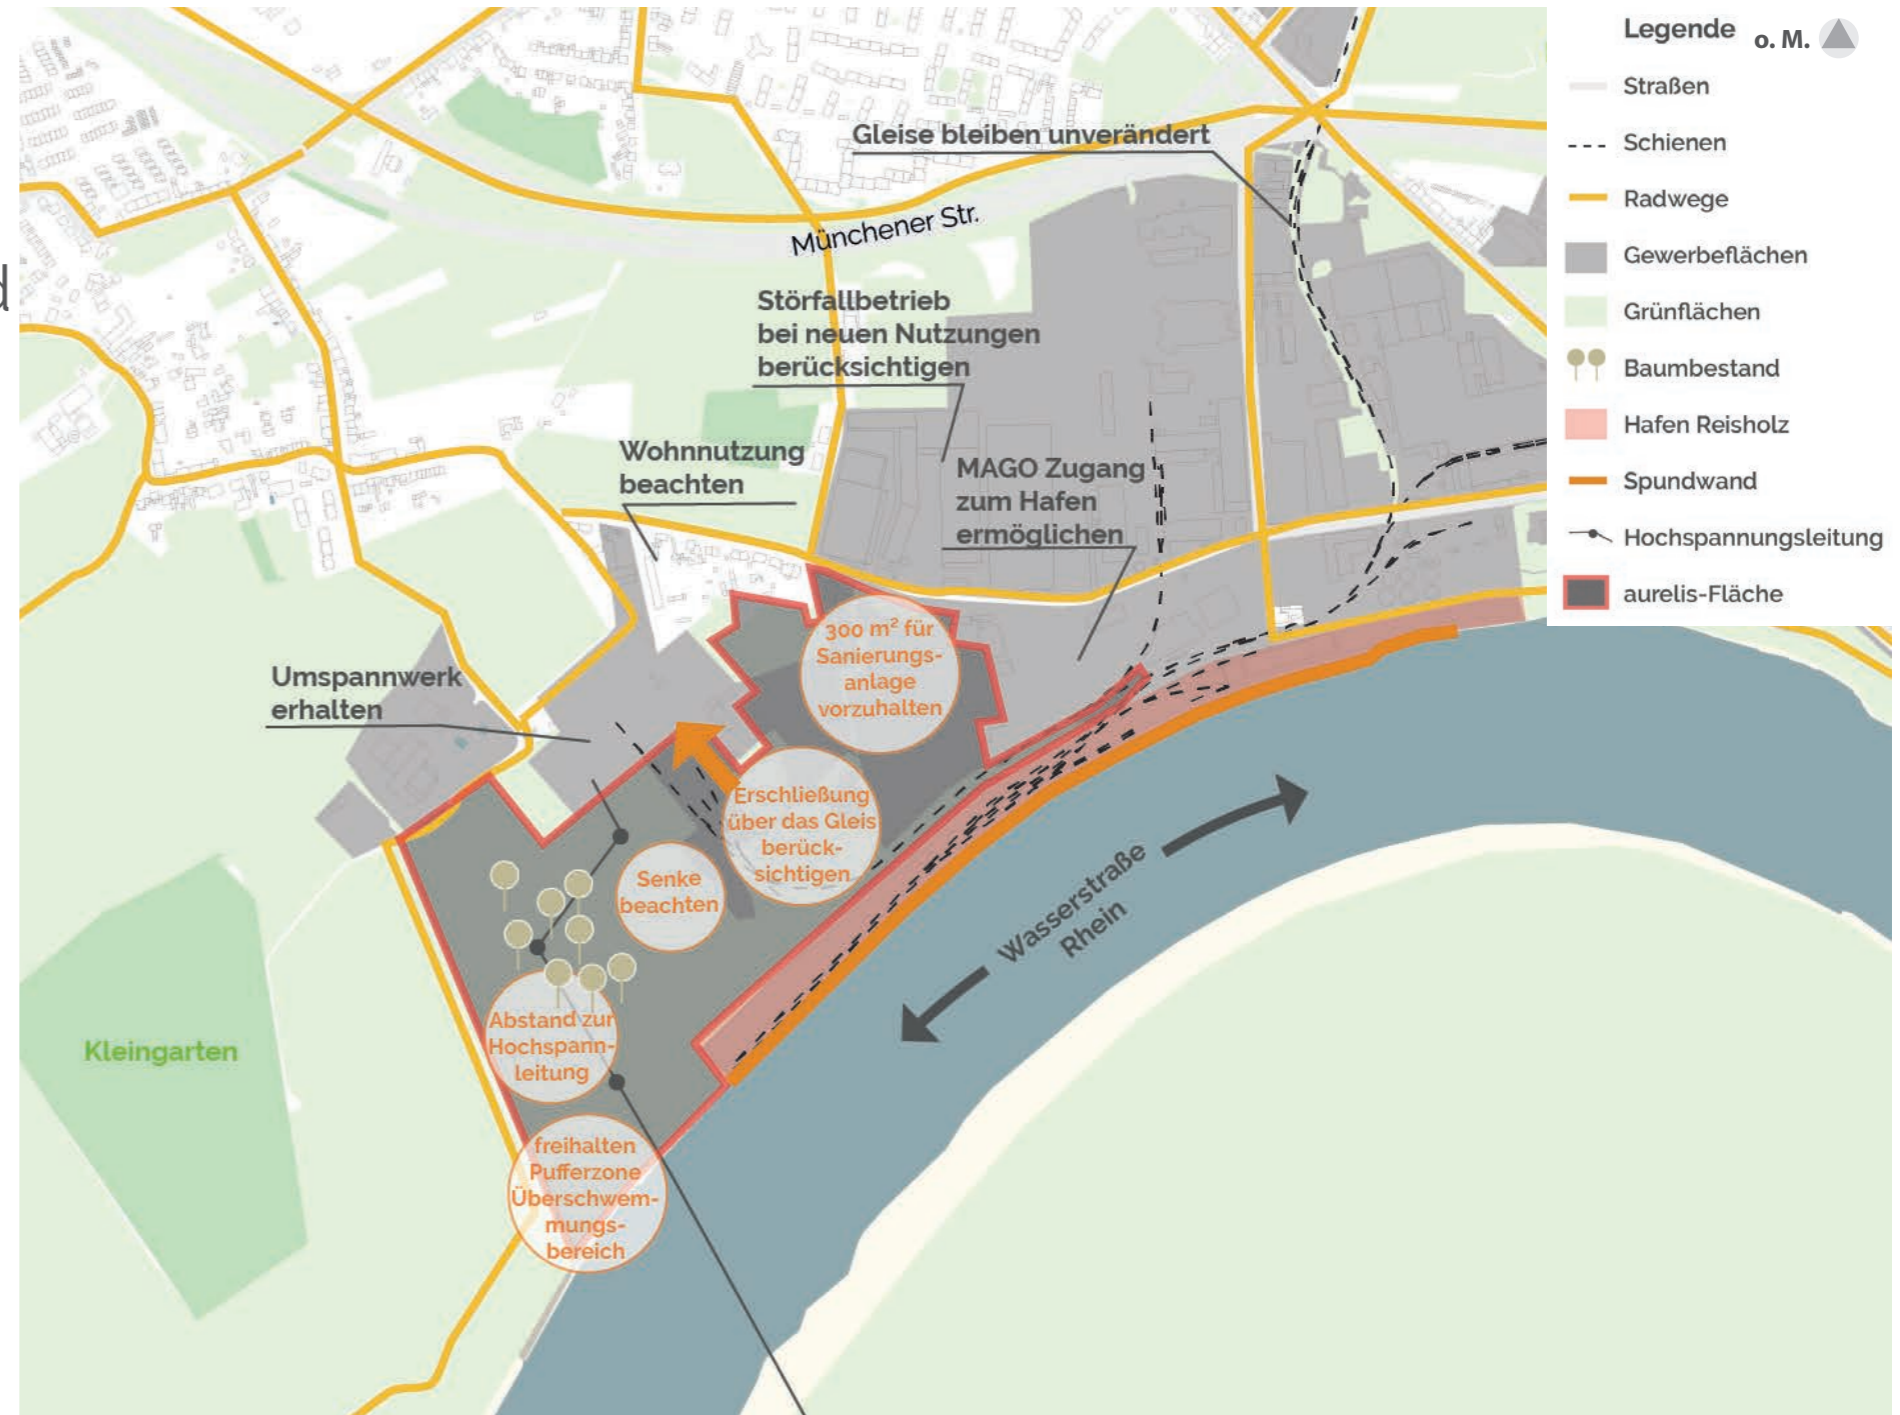 d
Gleise bleiben unverändert
Münchener Str.
Störfallbetrieb
bei neuen Nutzungen
berücksichtigen
Wohnnutzung
beachten
MAGO Zugang
zum Hafen
ermöglichen
Umspannwerk
erhalten
300 m² für
Sanierungs-
anlage
vorzuhalten
Erschließung
über das Gleis
berück-
sichtigen
Senke
beachten
Abstand zur
Hochspann-
leitung
freihalten
Pufferzone
Überschwem-
mungs-
bereich
Kleingarten
Wasserstraße
Rhein
Legende
o. M.
Straßen
Schienen
Radwege
Gewerbeflächen
Grünflächen
Baumbestand
Hafen Reisholz
Spundwand
Hochspannungsleitung
aurelis-Fläche